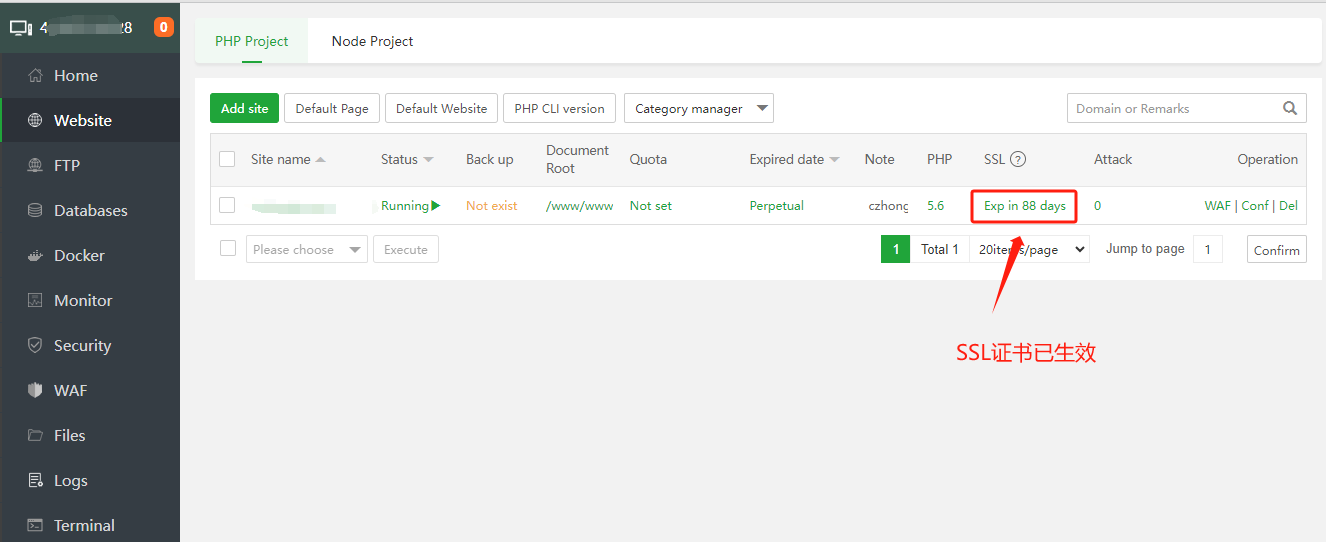 4 8 0
Home
Website
FTP
Databases
Docker
Monitor
Security
WAF
Files
Logs
Terminal
PHP Project Node Project
Add site Default Page Default Website PHP CLI version Category manager Domain or Remarks
Site name Status Back up Document Root Quota Expired date Note PHP SSL ? Attack Operation
Running Not exist /www/www Not set Perpetual czhong 5.6 Exp in 88 days 0 WAF | Conf | Del
Please choose Execute 1 Total 1 20items/page Jump to page 1 Confirm
SSL证书已生效